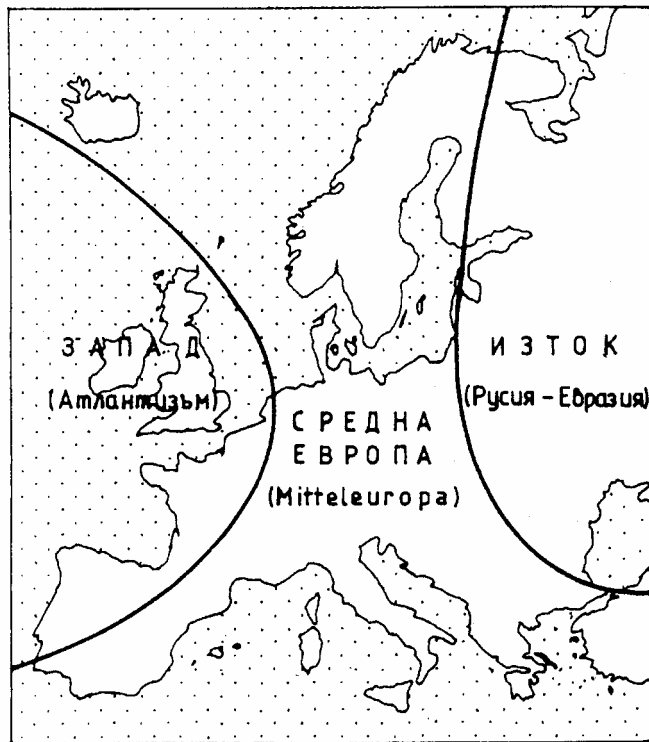 ЗАПАД
(Атлантизъм)
СРЕДНА
ЕВРОПА
(Mitteleuropa)
ИЗТОК
(Русия - Евразия)